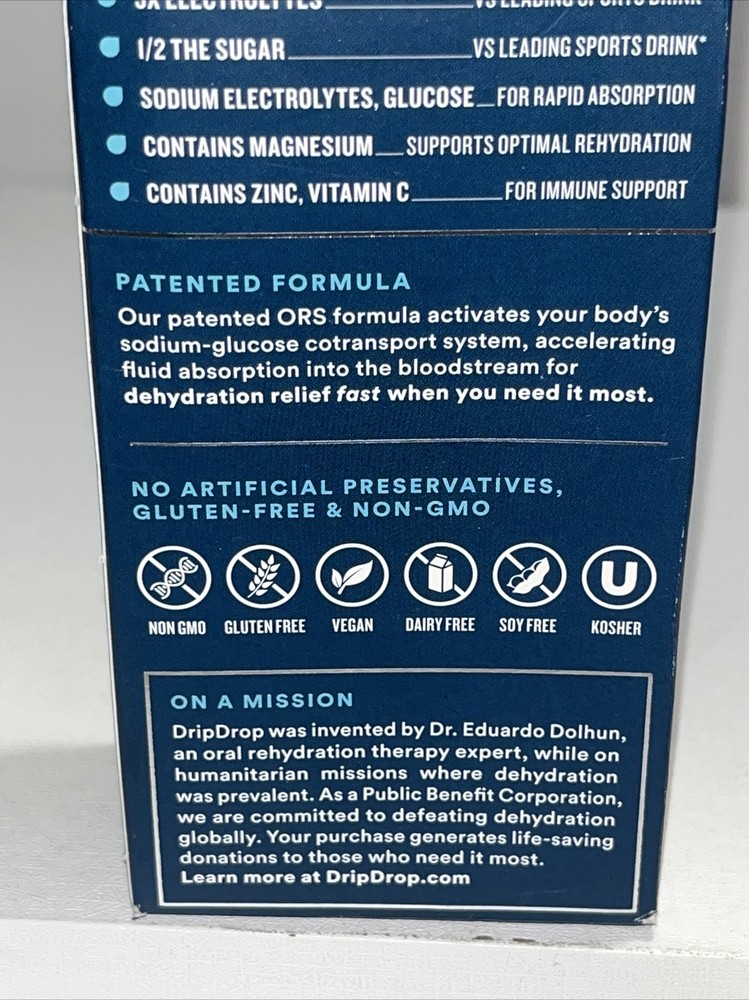 3X ELECTROLYTES VS LEADING SPORTS DRINK*
1/2 THE SUGAR VS LEADING SPORTS DRINK*
SODIUM ELECTROLYTES, GLUCOSE FOR RAPID ABSORPTION
CONTAINS MAGNESIUM SUPPORTS OPTIMAL REHYDRATION
CONTAINS ZINC, VITAMIN C FOR IMMUNE SUPPORT
PATENTED FORMULA
Our patented ORS formula activates your body's
sodium-glucose cotransport system, accelerating
fluid absorption into the bloodstream for
dehydration relief fast when you need it most.
NO ARTIFICIAL PRESERVATIVES,
GLUTEN-FREE & NON-GMO
U
NON GMO GLUTEN FREE VEGAN DAIRY FREE SOY FREE KOSHER
ON A MISSION
DripDrop was invented by Dr. Eduardo Dolhun,
an oral rehydration therapy expert, while on
humanitarian missions where dehydration
was prevalent. As a Public Benefit Corporation,
we are committed to defeating dehydration
globally. Your purchase generates life-saving
donations to those who need it most.
Learn more at DripDrop.com